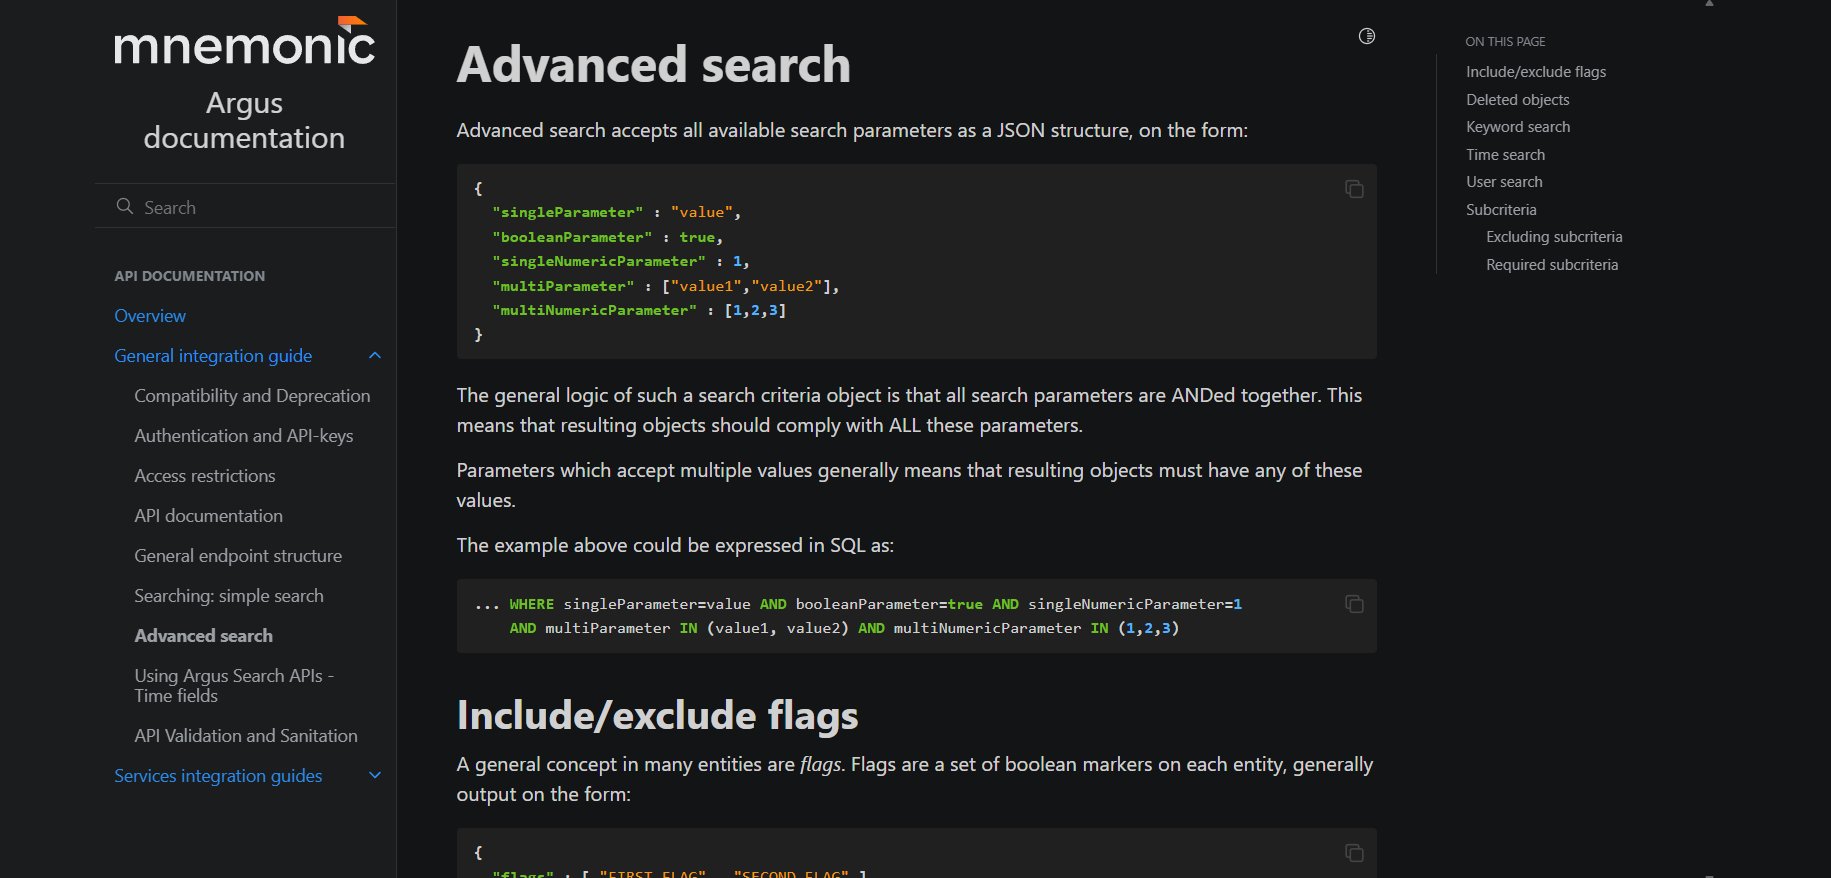 mnemonic
Argus
documentation
Search
API DOCUMENTATION
Overview
General integration guide
Compatibility and Deprecation
Authentication and API-keys
Access restrictions
API documentation
General endpoint structure
Searching: simple search
Advanced search
Using Argus Search APIs -
Time fields
API Validation and Sanitation
Services integration guides
Advanced search
Advanced search accepts all available search parameters as a JSON structure, on the form:
{
"singleParameter" : "value",
"booleanParameter" : true,
"singleNumericParameter" : 1,
"multiParameter" : ["value1","value2"],
"multiNumericParameter" : [1,2,3]
}
The general logic of such a search criteria object is that all search parameters are ANDed together. This
means that resulting objects should comply with ALL these parameters.
Parameters which accept multiple values generally means that resulting objects must have any of these
values.
The example above could be expressed in SQL as:
... WHERE singleParameter=value AND booleanParameter=true AND singleNumericParameter=1
AND multiParameter IN (value1, value2) AND multiNumericParameter IN (1,2,3)
Include/exclude flags
A general concept in many entities are flags. Flags are a set of boolean markers on each entity, generally
output on the form:
{
"flags" : [ "FIRST_FLAG", "SECOND_FLAG" ]
ON THIS PAGE
Include/exclude flags
Deleted objects
Keyword search
Time search
User search
Subcriteria
Excluding subcriteria
Required subcriteria